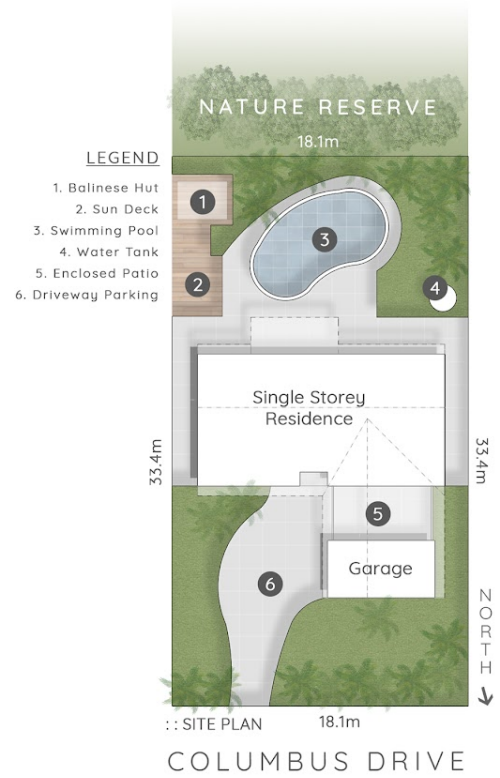 NATURE RESERVE
18.1m
LEGEND
1. Balinese Hut
2. Sun Deck
3. Swimming Pool
4. Water Tank
5. Enclosed Patio
6. Driveway Parking
1
2
3
4
Single Storey
Residence
33.4m
33.4m
5
Garage
6
NORTH
:: SITE PLAN
18.1m
COLUMBUS DRIVE